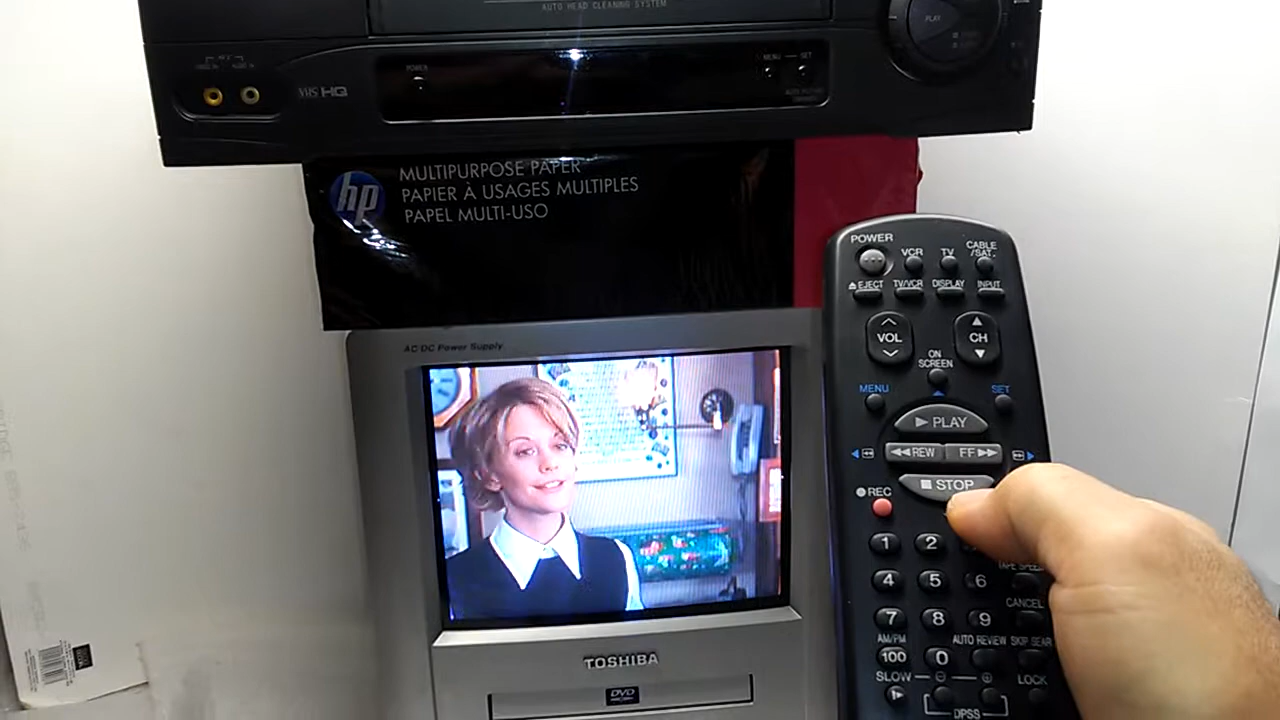 AUTO HEAD CLEANING SYSTEM
PLAY
POWER
MENU
SET
VHS HQ
hp
MULTIPURPOSE PAPER
PAPIER À USAGES MULTIPLES
PAPEL MULTI-USO
AC/DC Power Supply
TOSHIBA
DVD
POWER
VCR
TV
CABLE
/SAT.
EJECT
TV/VCR
DISPLAY
INPUT
VOL
CH
ON
SCREEN
MENU
SET
PLAY
REW
FF
STOP
REC
1
2
4
5
6
CANCEL
7
8
9
AM/PM
AUTO REVIEW
100
0
SLOW
LOCK
DPSS